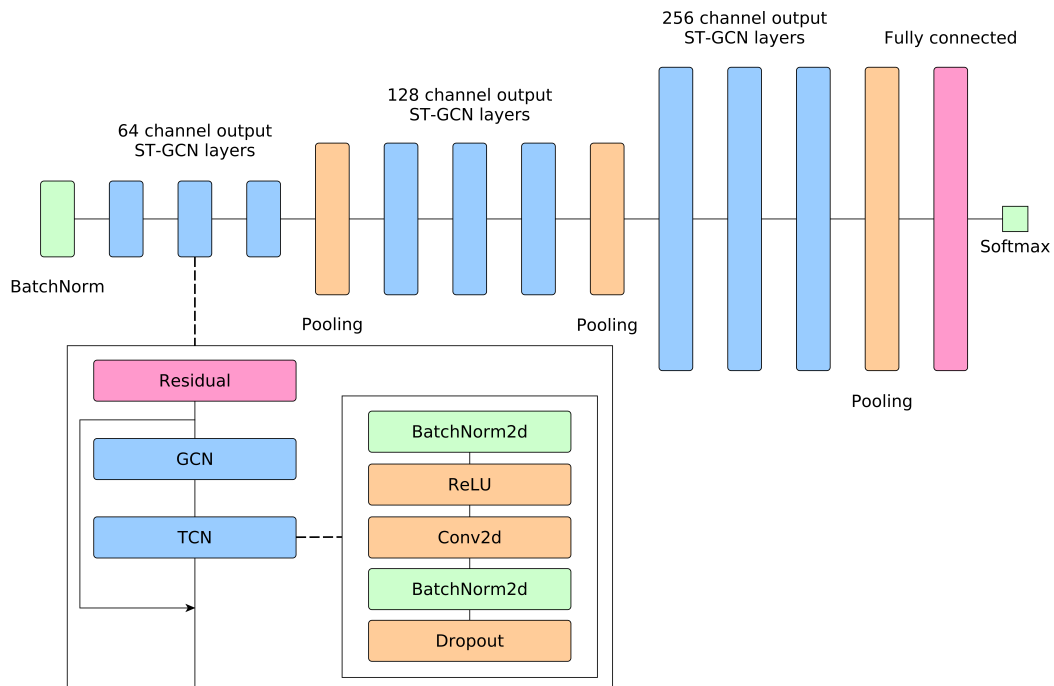 256 channel output
ST-GCN layers
Fully connected
128 channel output
ST-GCN layers
64 channel output
ST-GCN layers
Softmax
BatchNorm
Pooling
Pooling
Pooling
Residual
GCN
TCN
BatchNorm2d
ReLU
Conv2d
BatchNorm2d
Dropout